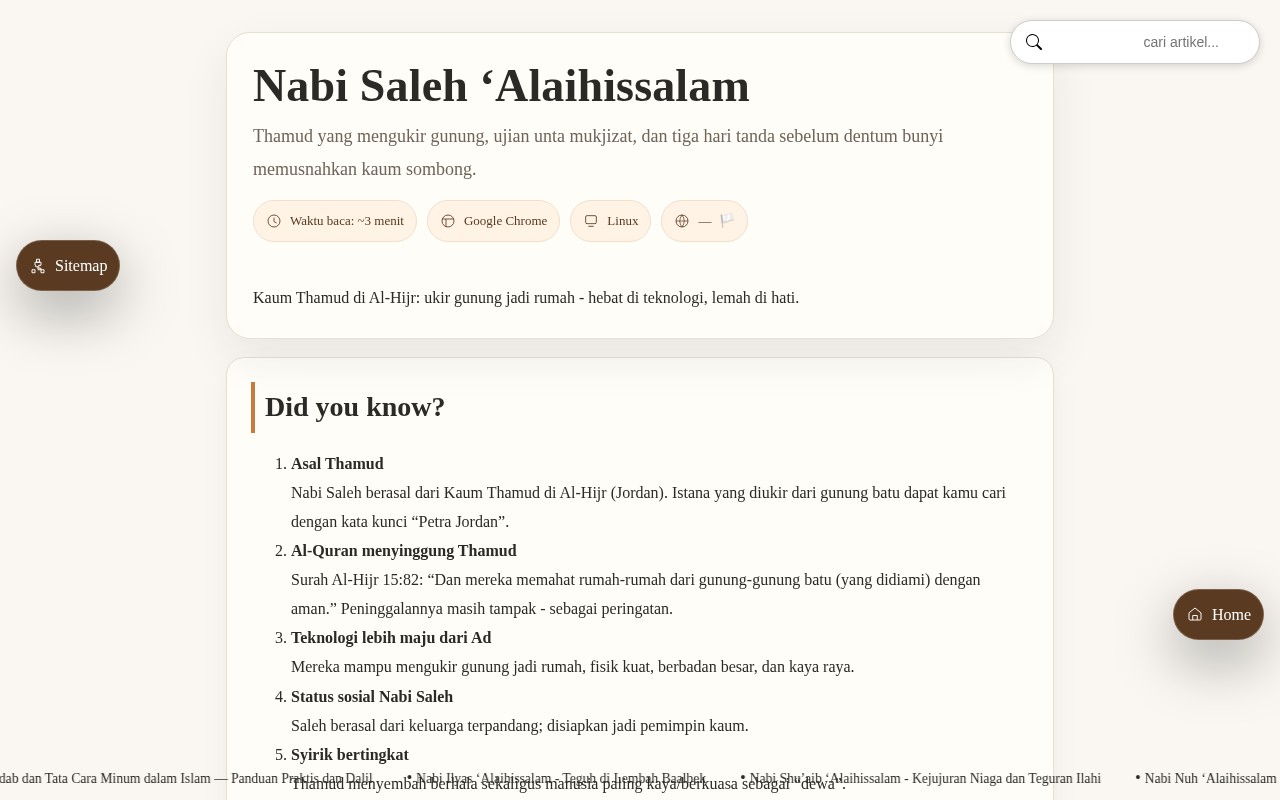 cari artikel...
Nabi Saleh ‘Alaihissalam
Thamud yang mengukir gunung, ujian unta mukjizat, dan tiga hari tanda sebelum dentum bunyi
memusnahkan kaum sombong.
Waktu baca: ~3 menit
Google Chrome
Linux
—
Sitemap
Kaum Thamud di Al-Hijr: ukir gunung jadi rumah - hebat di teknologi, lemah di hati.
Did you know?
1. Asal Thamud
Nabi Saleh berasal dari Kaum Thamud di Al-Hijr (Jordan). Istana yang diukir dari gunung batu dapat kamu cari
dengan kata kunci “Petra Jordan”.
2. Al-Quran menyinggung Thamud
Surah Al-Hijr 15:82: “Dan mereka memahat rumah-rumah dari gunung-gunung batu (yang didiami) dengan
aman.” Peninggalannya masih tampak - sebagai peringatan.
Home
3. Teknologi lebih maju dari Ad
Mereka mampu mengukir gunung jadi rumah, fisik kuat, berbadan besar, dan kaya raya.
4. Status sosial Nabi Saleh
Saleh berasal dari keluarga terpandang; disiapkan jadi pemimpin kaum.
5. Syirik bertingkat
Thamud menyembah berhala sekaligus manusia paling kaya/berkuasa sebagai “dewa”.
dab dan Tata Cara Minum dalam Islam — Panduan Praktis dan Dalil • Nabi Ilyas ‘Alaihissalam - Teguh di Lembah Baalbek • Nabi Shu’aib ‘Alaihissalam - Kejujuran Niaga dan Teguran Ilahi • Nabi Nuh ‘Alaihissalam